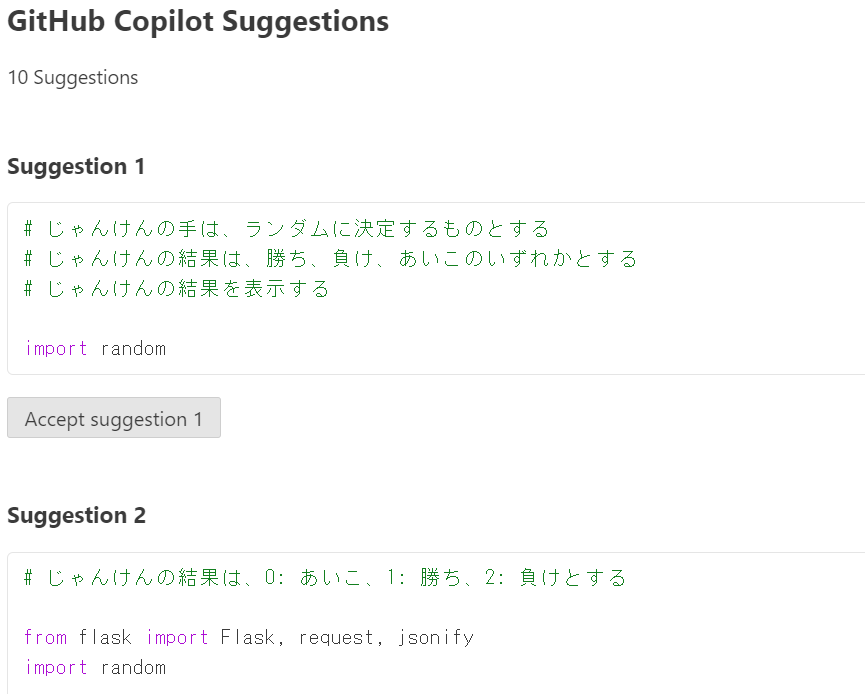 GitHub Copilot Suggestions
10 Suggestions
Suggestion 1
# じゃんけんの手は、ランダムに決定するものとする
# じゃんけんの結果は、勝ち、負け、あいこのいずれかとする
# じゃんけんの結果を表示する
import random
Accept suggestion 1
Suggestion 2
# じゃんけんの結果は、0: あいこ、1: 勝ち、2: 負けとする
from flask import Flask, request, jsonify
import random